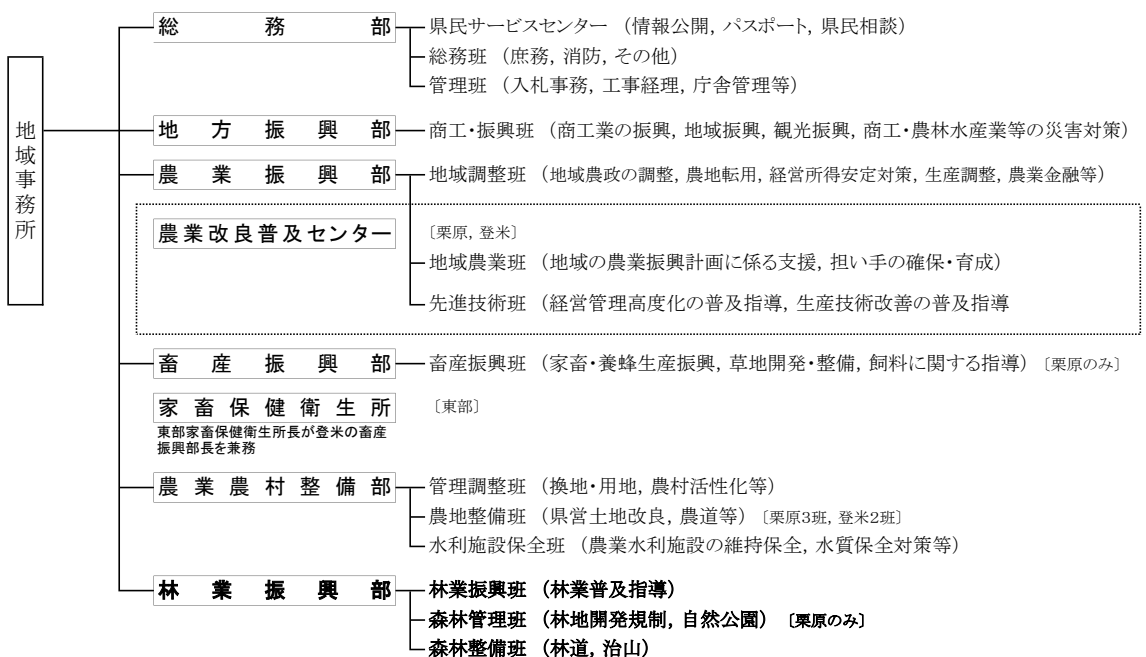 地域事務所
総務部 県民サービスセンター (情報公開, パスポート, 県民相談)
総務班 (庶務, 消防, その他)
管理班 (入札事務, 工事経理, 庁舎管理等)
地方振興部 商工・振興班 (商工業の振興, 地域振興, 観光振興, 商工・農林水産業等の災害対策)
農業振興部 地域調整班 (地域農政の調整, 農地転用, 経営所得安定対策, 生産調整, 農業金融等)
農業改良普及センター 〔栗原, 登米〕
地域農業班 (地域の農業振興計画に係る支援, 担い手の確保・育成)
先進技術班 (経営管理高度化の普及指導, 生産技術改善の普及指導
畜産振興部 畜産振興班 (家畜・養蜂生産振興, 草地開発・整備, 飼料に関する指導) 〔栗原のみ〕
家畜保健衛生所 〔東部〕
東部家畜保健衛生所長が登米の畜産
振興部長を兼務
農業農村整備部 管理調整班 (換地・用地, 農村活性化等)
農地整備班 (県営土地改良, 農道等) 〔栗原3班, 登米2班〕
水利施設保全班 (農業水利施設の維持保全, 水質保全対策等)
林業振興部 林業振興班 (林業普及指導)
森林管理班 (林地開発規制, 自然公園) 〔栗原のみ〕
森林整備班 (林道, 治山)